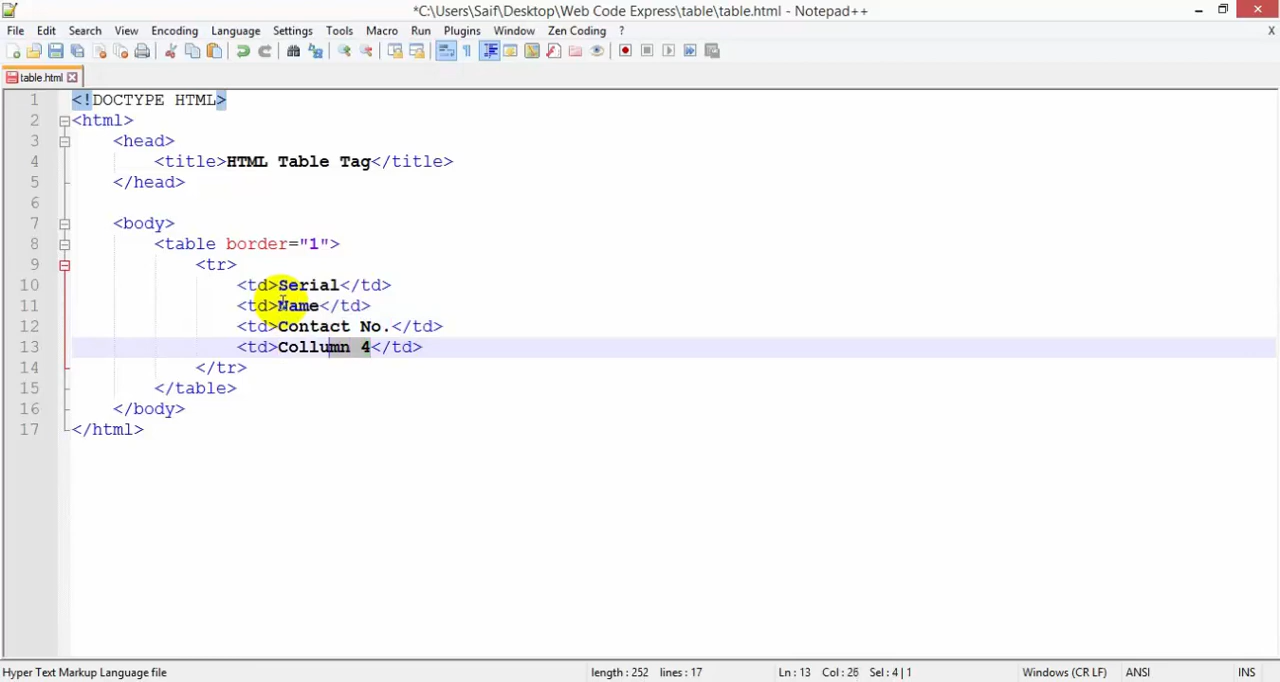 *C:\Users\Saif\Desktop\Web Code Express\table\table.html - Notepad++
File Edit Search View Encoding Language Settings Tools Macro Run Plugins Window Zen Coding ? X
table.html
1 <!DOCTYPE HTML>
2 <html>
3 <head>
4 <title>HTML Table Tag</title>
5 </head>
6
7 <body>
8 <table border="1">
9 <tr>
10 <td>Serial</td>
11 <td>Name</td>
12 <td>Contact No.</td>
13 <td>Collumn 4</td>
14 </tr>
15 </table>
16 </body>
17 </html>
Hyper Text Markup Language file length : 252 lines : 17 Ln : 13 Col : 26 Sel : 4 | 1 Windows (CR LF) ANSI INS